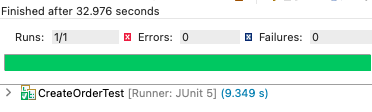 Finished after 32.976 seconds
Runs: 1/1 Errors: 0 Failures: 0
CreateOrderTest [Runner: JUnit 5] (9.349 s)